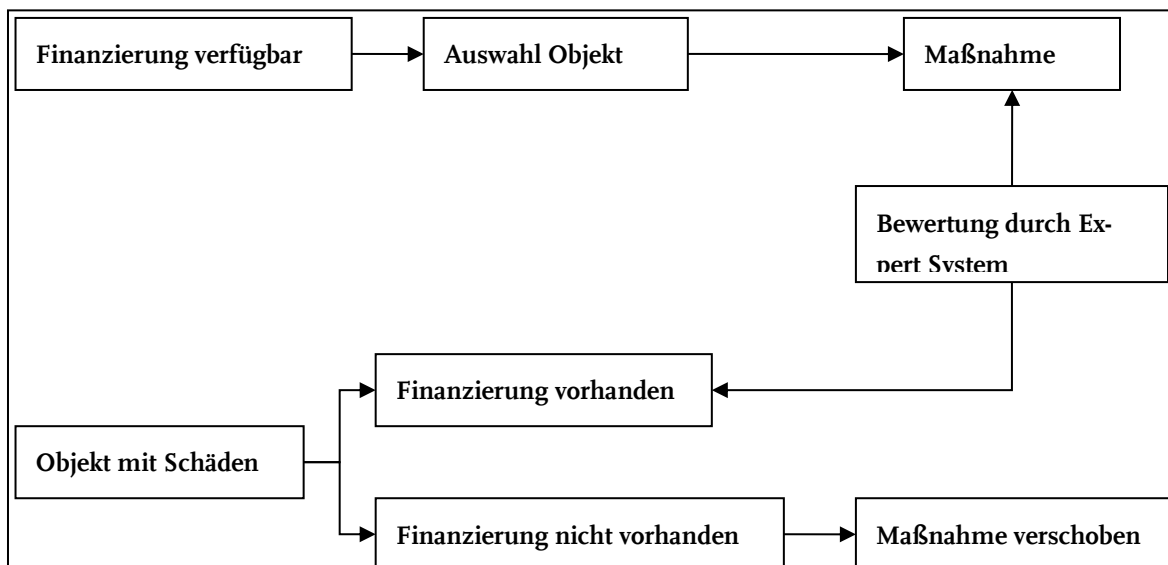 Finanzierung verfügbar
Auswahl Objekt
Maßnahme
Bewertung durch Ex-
pert System
Finanzierung vorhanden
Objekt mit Schäden
Finanzierung nicht vorhanden
Maßnahme verschoben